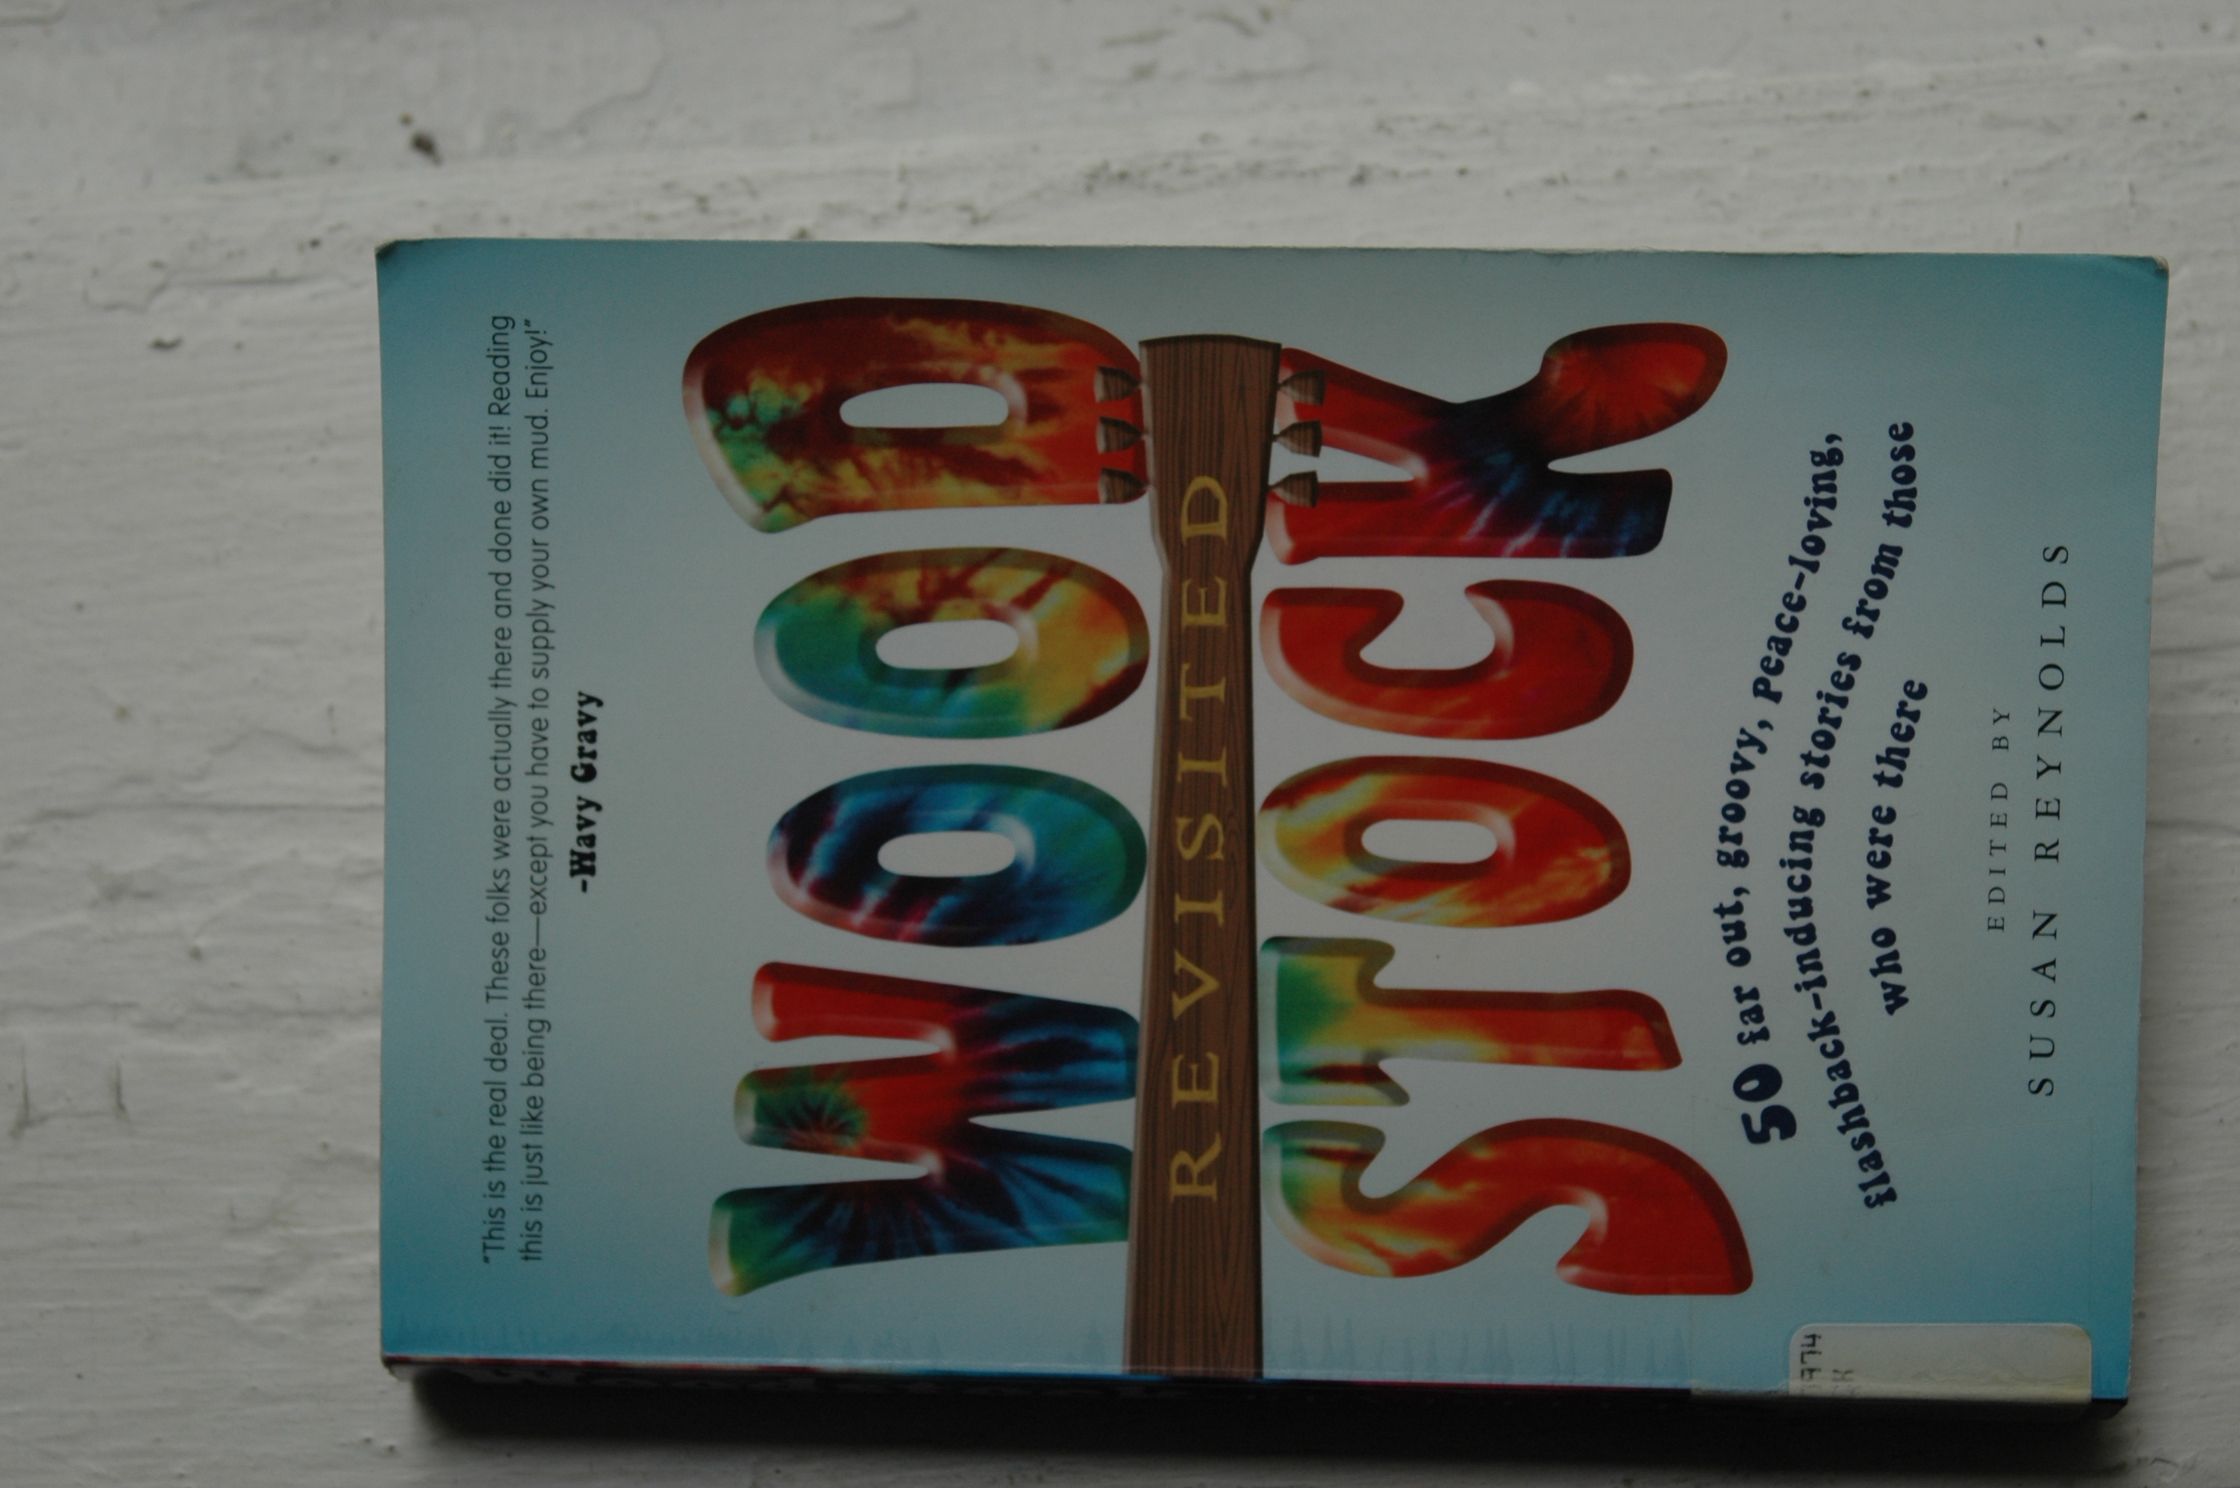 "This is the real deal. These folks were actually there and done did it! Reading
this is just like being there—except you have to supply your own mud. Enjoy!"
-Wavy Gravy
WOOD
REVISITED
STOCK
50 far out, groovy, Peace-loving,
flashback-inducing stories from those
who were there
EDITED BY
SUSAN REYNOLDS